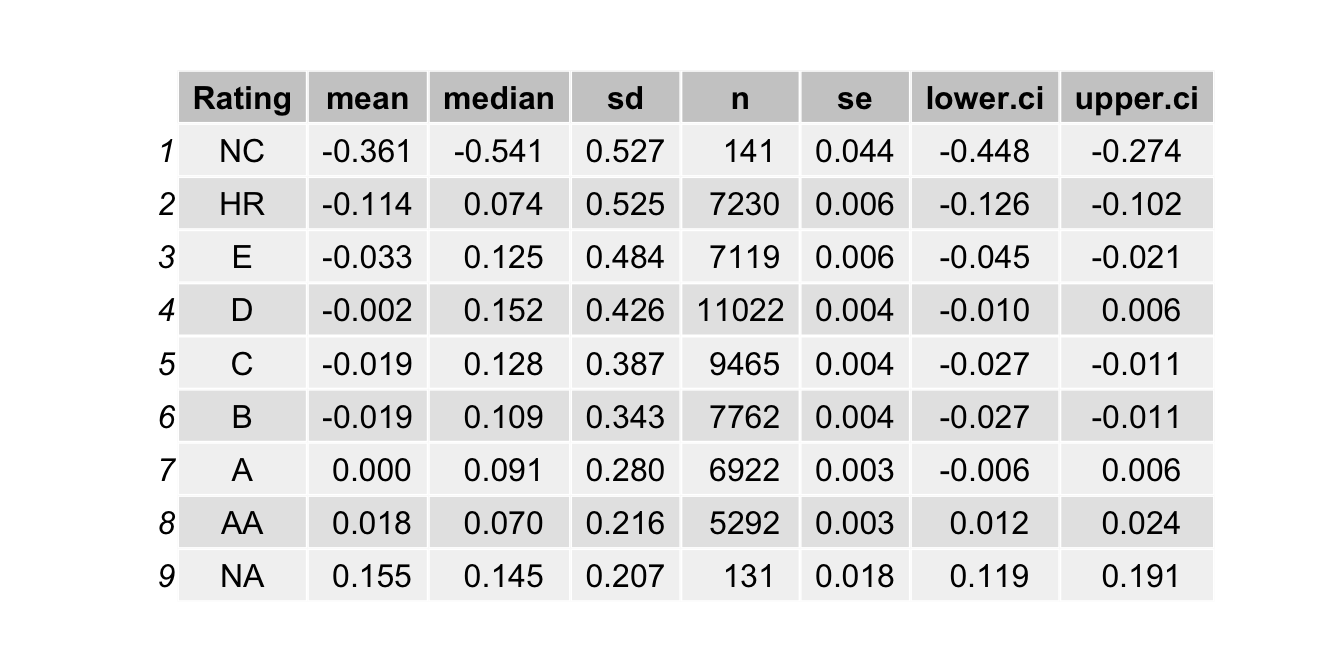 Rating mean median sd n se lower.ci upper.ci
1 NC -0.361 -0.541 0.527 141 0.044 -0.448 -0.274
2 HR -0.114 0.074 0.525 7230 0.006 -0.126 -0.102
3 E -0.033 0.125 0.484 7119 0.006 -0.045 -0.021
4 D -0.002 0.152 0.426 11022 0.004 -0.010 0.006
5 C -0.019 0.128 0.387 9465 0.004 -0.027 -0.011
6 B -0.019 0.109 0.343 7762 0.004 -0.027 -0.011
7 A 0.000 0.091 0.280 6922 0.003 -0.006 0.006
8 AA 0.018 0.070 0.216 5292 0.003 0.012 0.024
9 NA 0.155 0.145 0.207 131 0.018 0.119 0.191